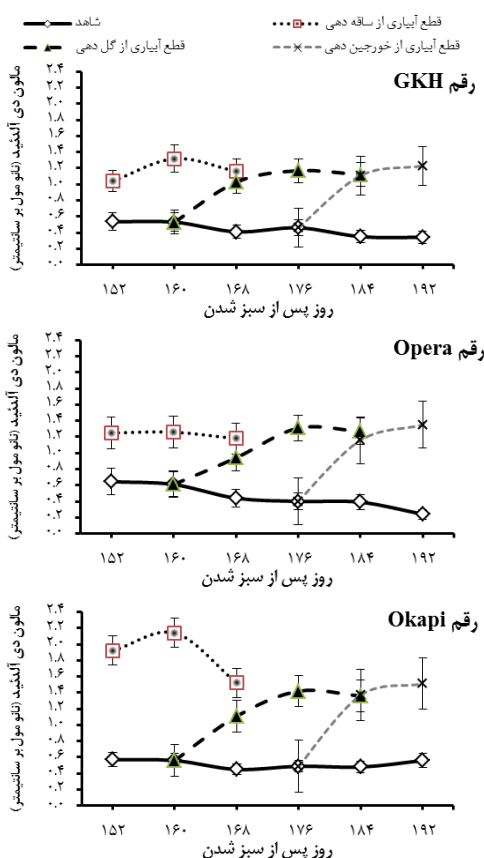 شاهد
قطع آبیاری از ساقه دهی
قطع آبیاری از گل دهی
قطع آبیاری از خورجین دهی
رقم GKH
مالون دی آلدئید (نانو مول بر سانتیمتر)
۲.۴
۲.۲
۲.۰
۱.۸
۱.۶
۱.۴
۱.۲
۱.۰
۰.۸
۰.۶
۰.۴
۰.۲
۰.۰
۱۵۲ ۱۶۰ ۱۶۸ ۱۷۶ ۱۸۴ ۱۹۲
روز پس از سبز شدن
رقم Opera
مالون دی آلدئید (نانو مول بر سانتیمتر)
۲.۴
۲.۲
۲.۰
۱.۸
۱.۶
۱.۴
۱.۲
۱.۰
۰.۸
۰.۶
۰.۴
۰.۲
۰.۰
۱۵۲ ۱۶۰ ۱۶۸ ۱۷۶ ۱۸۴ ۱۹۲
روز پس از سبز شدن
رقم Okapi
مالون دی آلدئید (نانو مول بر سانتیمتر)
۲.۴
۲.۲
۲.۰
۱.۸
۱.۶
۱.۴
۱.۲
۱.۰
۰.۸
۰.۶
۰.۴
۰.۲
۰.۰
۱۵۲ ۱۶۰ ۱۶۸ ۱۷۶ ۱۸۴ ۱۹۲
روز پس از سبز شدن